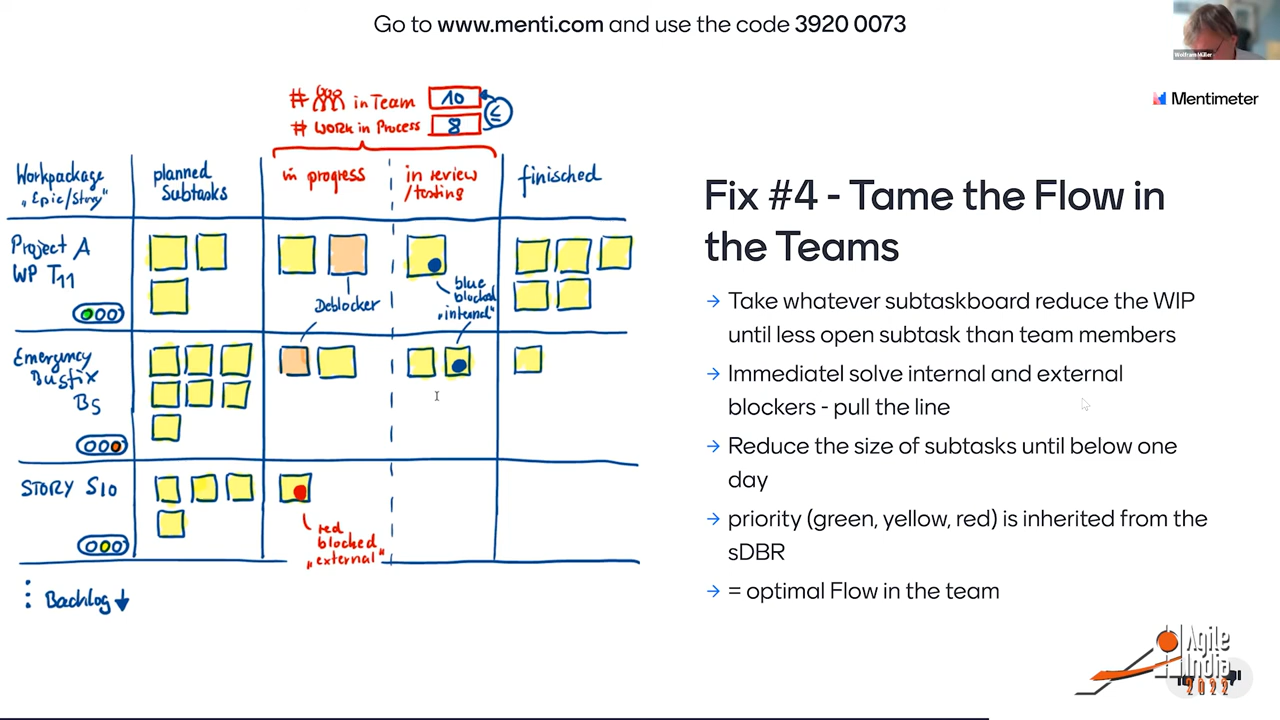 Go to www.menti.com and use the code 3920 0073
Wolfram Müller
Mentimeter
# in Team 10
# WORK in Process 8
≤
Workpackage
"Epic/Story"
planned
Subtasks
in progress
in review
/testing
finisched
Project A
WP T11
Deblocker
blue
blocked
"internal"
Emergency
Bugfix
B5
STORY S10
red
blocked
"external"
Backlog
Fix #4 - Tame the Flow in
the Teams
→ Take whatever subtaskboard reduce the WIP
until less open subtask than team members
→ Immediatel solve internal and external
blockers - pull the line
→ Reduce the size of subtasks until below one
day
→ priority (green, yellow, red) is inherited from the
sDBR
→ = optimal Flow in the team
Agile
India
2022